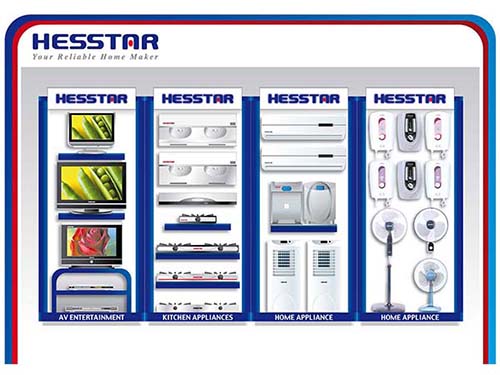 HESSTAR
Your Reliable Home Maker
HESSTAR
HESSTAR
HESSTAR
HESSTAR
AV ENTERTAINMENT
KITCHEN APPLIANCES
HOME APPLIANCE
HOME APPLIANCE